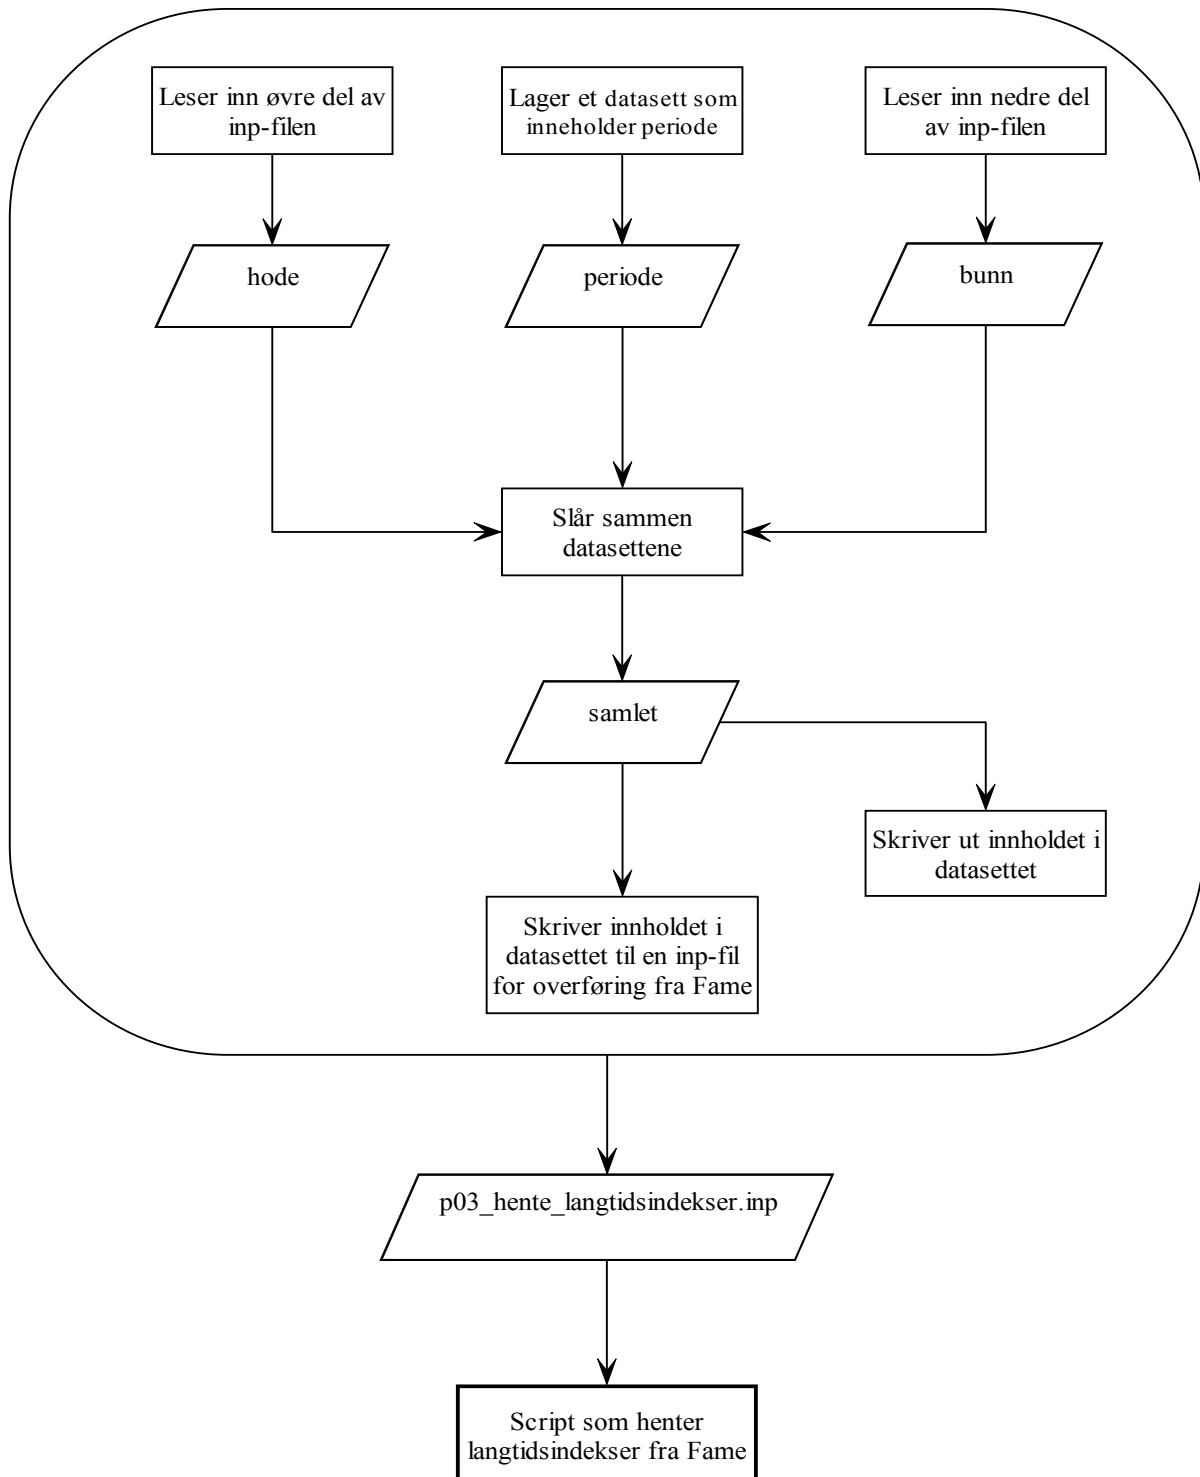 Leser inn øvre del av
inp-filen
Lager et datasett som
inneholder periode
Leser inn nedre del
av inp-filen
hode
periode
bunn
Slår sammen
datasettene
samlet
Skriver ut innholdet i
datasettet
Skriver innholdet i
datasettet til en inp-fil
for overføring fra Fame
p03_hente_langtidsindekser.inp
Script som henter
langtidsindekser fra Fame